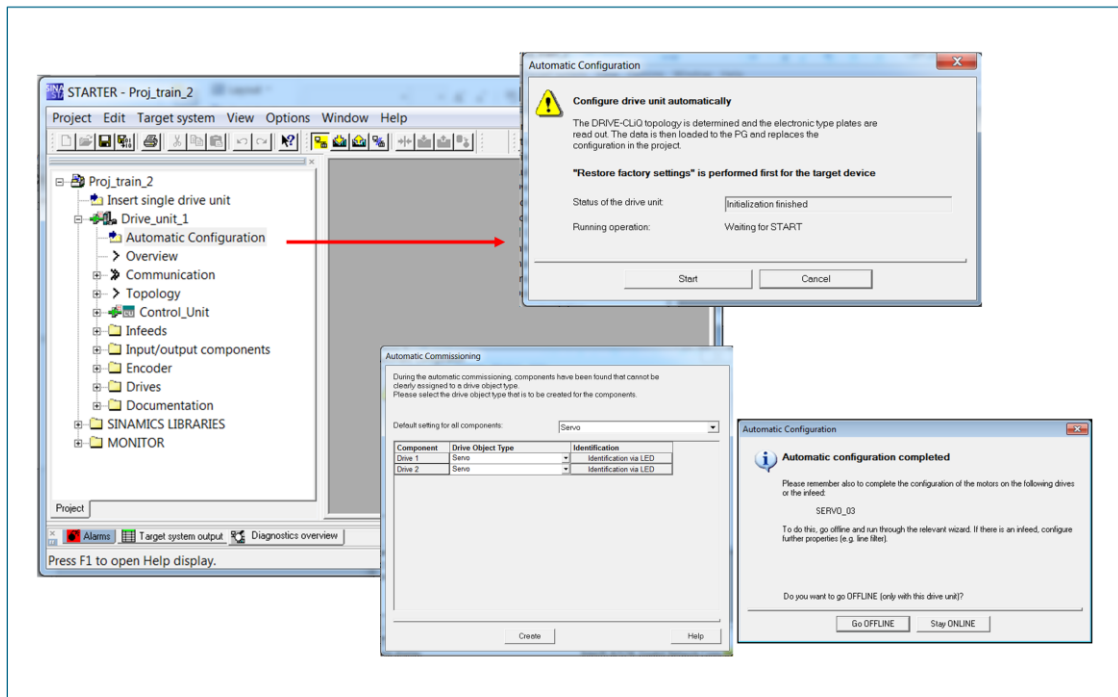 STARTER - Proj_train_2
Project Edit Target system View Options Window Help
Proj_train_2
Insert single drive unit
Drive_unit_1
Automatic Configuration
Overview
Communication
Topology
Control_Unit
Infeeds
Input/output components
Encoder
Drives
Documentation
SINAMICS LIBRARIES
MONITOR
Project
Alarms Target system output Diagnostics overview
Press F1 to open Help display.
Automatic Configuration
Configure drive unit automatically
The DRIVE-CLiQ topology is determined and the electronic type plates are
read out. The data is then loaded to the PG and replaces the
configuration in the project.
"Restore factory settings" is performed first for the target device
Status of the drive unit: Initialization finished
Running operation: Waiting for START
Start Cancel
Automatic Commissioning
During the automatic commissioning, components have been found that cannot be
clearly assigned to a drive object type.
Please select the drive object type that is to be created for the components.
Default setting for all components: Servo
Component Drive Object Type Identification
Drive 1 Servo Identification via LED
Drive 2 Servo Identification via LED
Create Help
Automatic Configuration
Automatic configuration completed
Please remember also to complete the configuration of the motors on the following drives
or the infeed:
SERVO_03
To do this, go offline and run through the relevant wizard. If there is an infeed, configure
further properties (e.g. line filter).
Do you want to go OFFLINE (only with this drive unit)?
Go OFFLINE Stay ONLINE